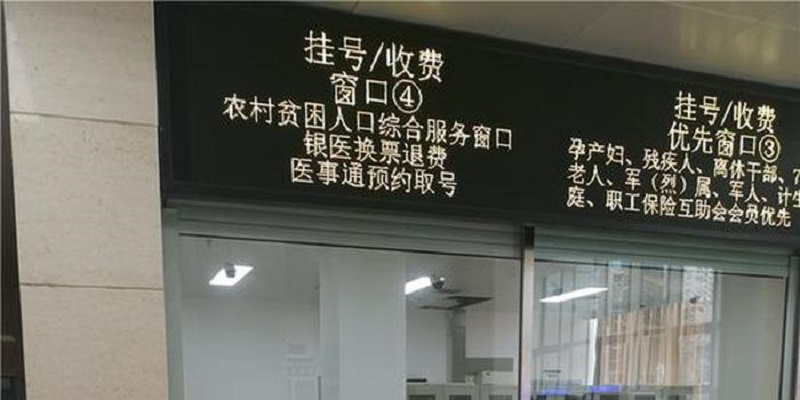 挂号/收费
窗口④
农村贫困人口综合服务窗口
银医换票退费
医事通预约取号
挂号/收费
优先窗口③
孕产妇、残疾人、离休干部、7
老人、军（烈）属、军人、计生
庭、职工保险互助会会员优先